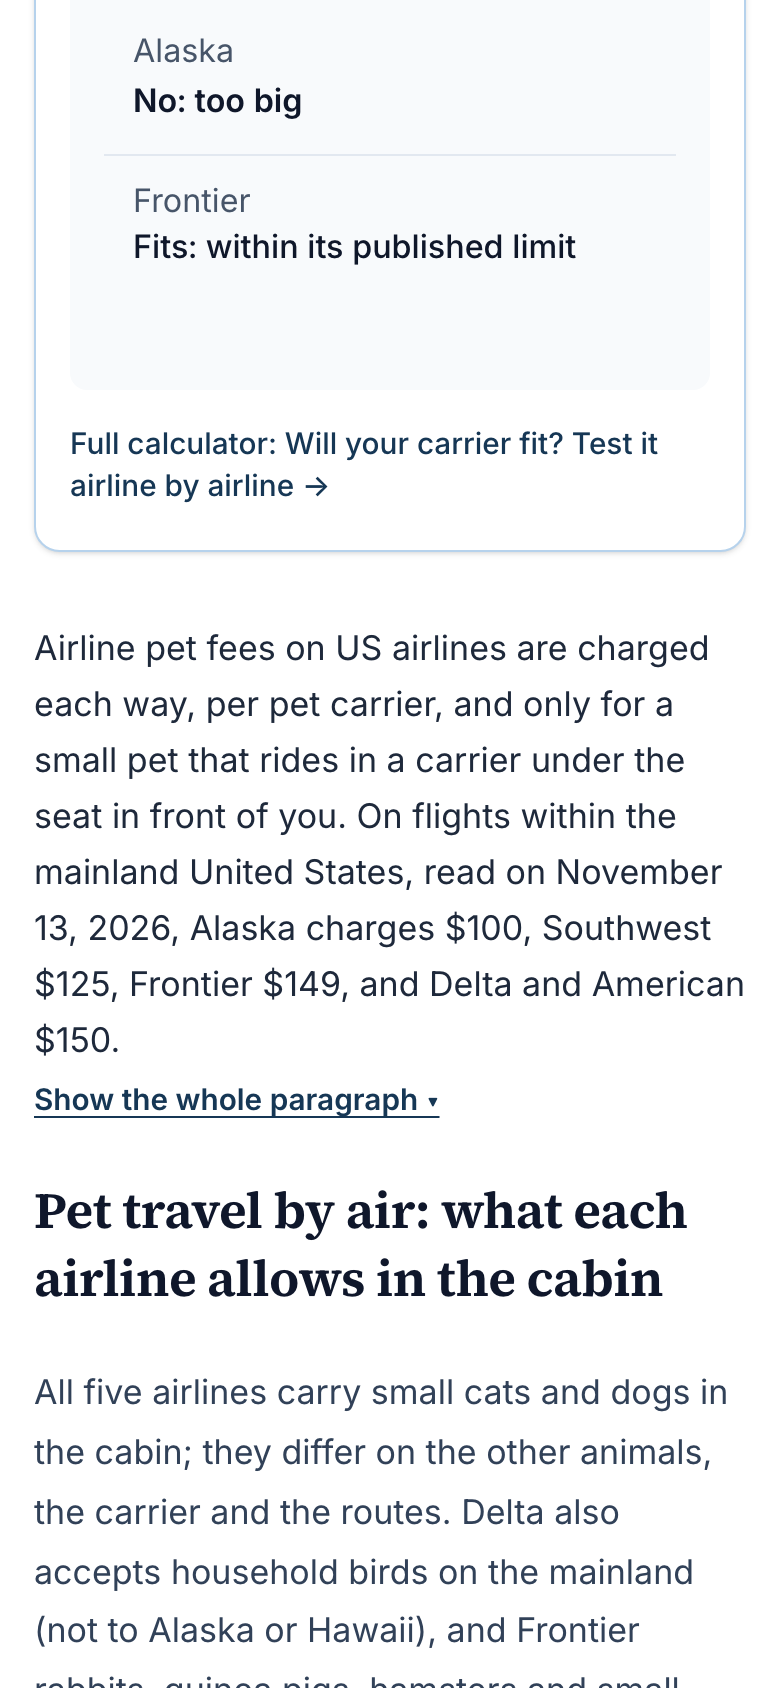 Alaska
No: too big
Frontier
Fits: within its published limit
Full calculator: Will your carrier fit? Test it
airline by airline →
Airline pet fees on US airlines are charged
each way, per pet carrier, and only for a
small pet that rides in a carrier under the
seat in front of you. On flights within the
mainland United States, read on November
13, 2026, Alaska charges $100, Southwest
$125, Frontier $149, and Delta and American
$150.
Show the whole paragraph ▾
Pet travel by air: what each
airline allows in the cabin
All five airlines carry small cats and dogs in
the cabin; they differ on the other animals,
the carrier and the routes. Delta also
accepts household birds on the mainland
(not to Alaska or Hawaii), and Frontier
rabbits, guinea pigs, hamsters and small